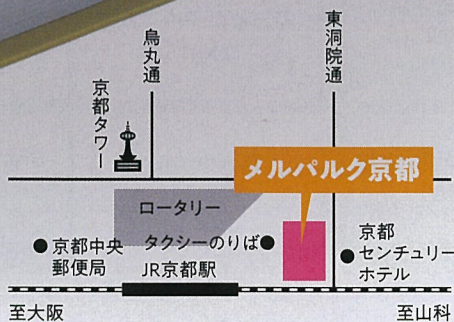 烏丸通
東洞院通
京都タワー
メルパルク京都
ロータリー
京都中央
郵便局
タクシーのりば
JR京都駅
京都
センチュリー
ホテル
至大阪
至山科